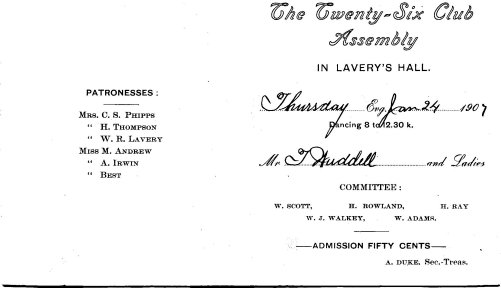 PATRONESSES:
MRS. C. S. PHIPPS
" H. THOMPSON
" W. R. LAVERY
MISS M. ANDREW
" A. IRWIN
" BEST
The Twenty-Six Club
Assembly
IN LAVERY'S HALL.
Thursday Evg. Jan 24 1907
Dancing 8 to 12.30 k.
Mr T Huddell and Ladies
COMMITTEE:
W. SCOTT, H. ROWLAND, H. RAY
W. J. WALKEY, W. ADAMS.
—ADMISSION FIFTY CENTS—
A. DUKE, Sec.-Treas.